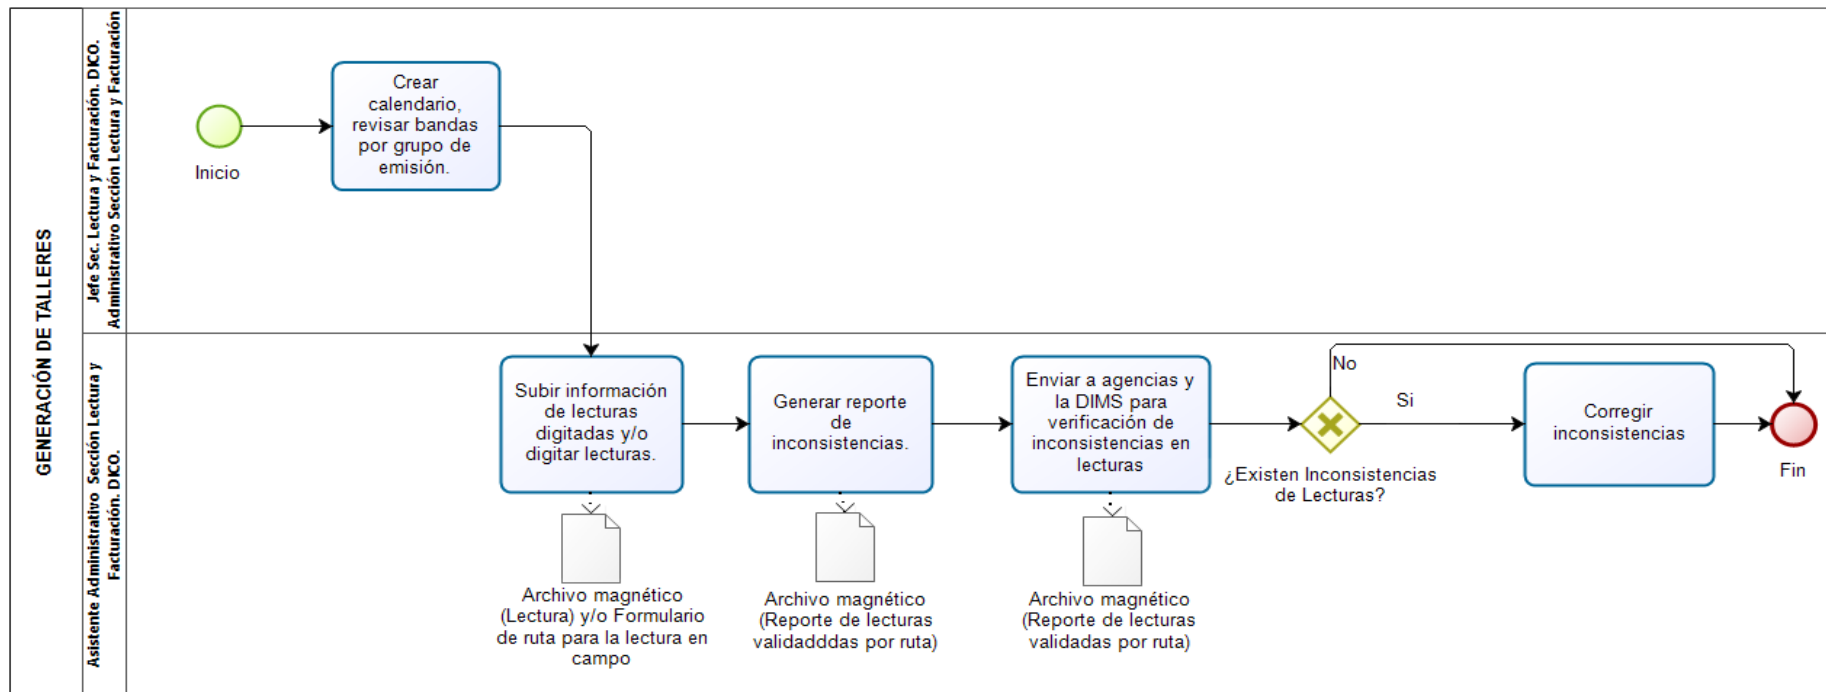 GENERACIÓN DE TALLERES
Jefe Sec. Lectura y Facturación. DICO.
Administrativo Sección Lectura y Facturación
Inicio
Crear
calendario,
revisar bandas
por grupo de
emisión.
Asistente Administrativo Sección Lectura y
Facturación. DICO.
Subir información
de lecturas
digitadas y/o
digitar lecturas.
Archivo magnético
(Lectura) y/o Formulario
de ruta para la lectura en
campo
Generar reporte
de
inconsistencias.
Archivo magnético
(Reporte de lecturas
validadddas por ruta)
Enviar a agencias y
la DIMS para
verificación de
inconsistencias en
lecturas
Archivo magnético
(Reporte de lecturas
validadas por ruta)
No
Si
¿Existen Inconsistencias
de Lecturas?
Corregir
inconsistencias
Fin